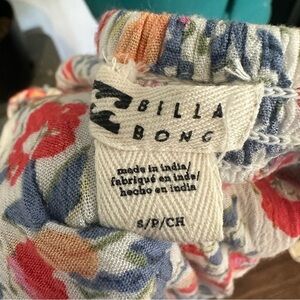 BILLA
BONG
made in india/
fabriqué en inde/
hecho en india
S/P/CH